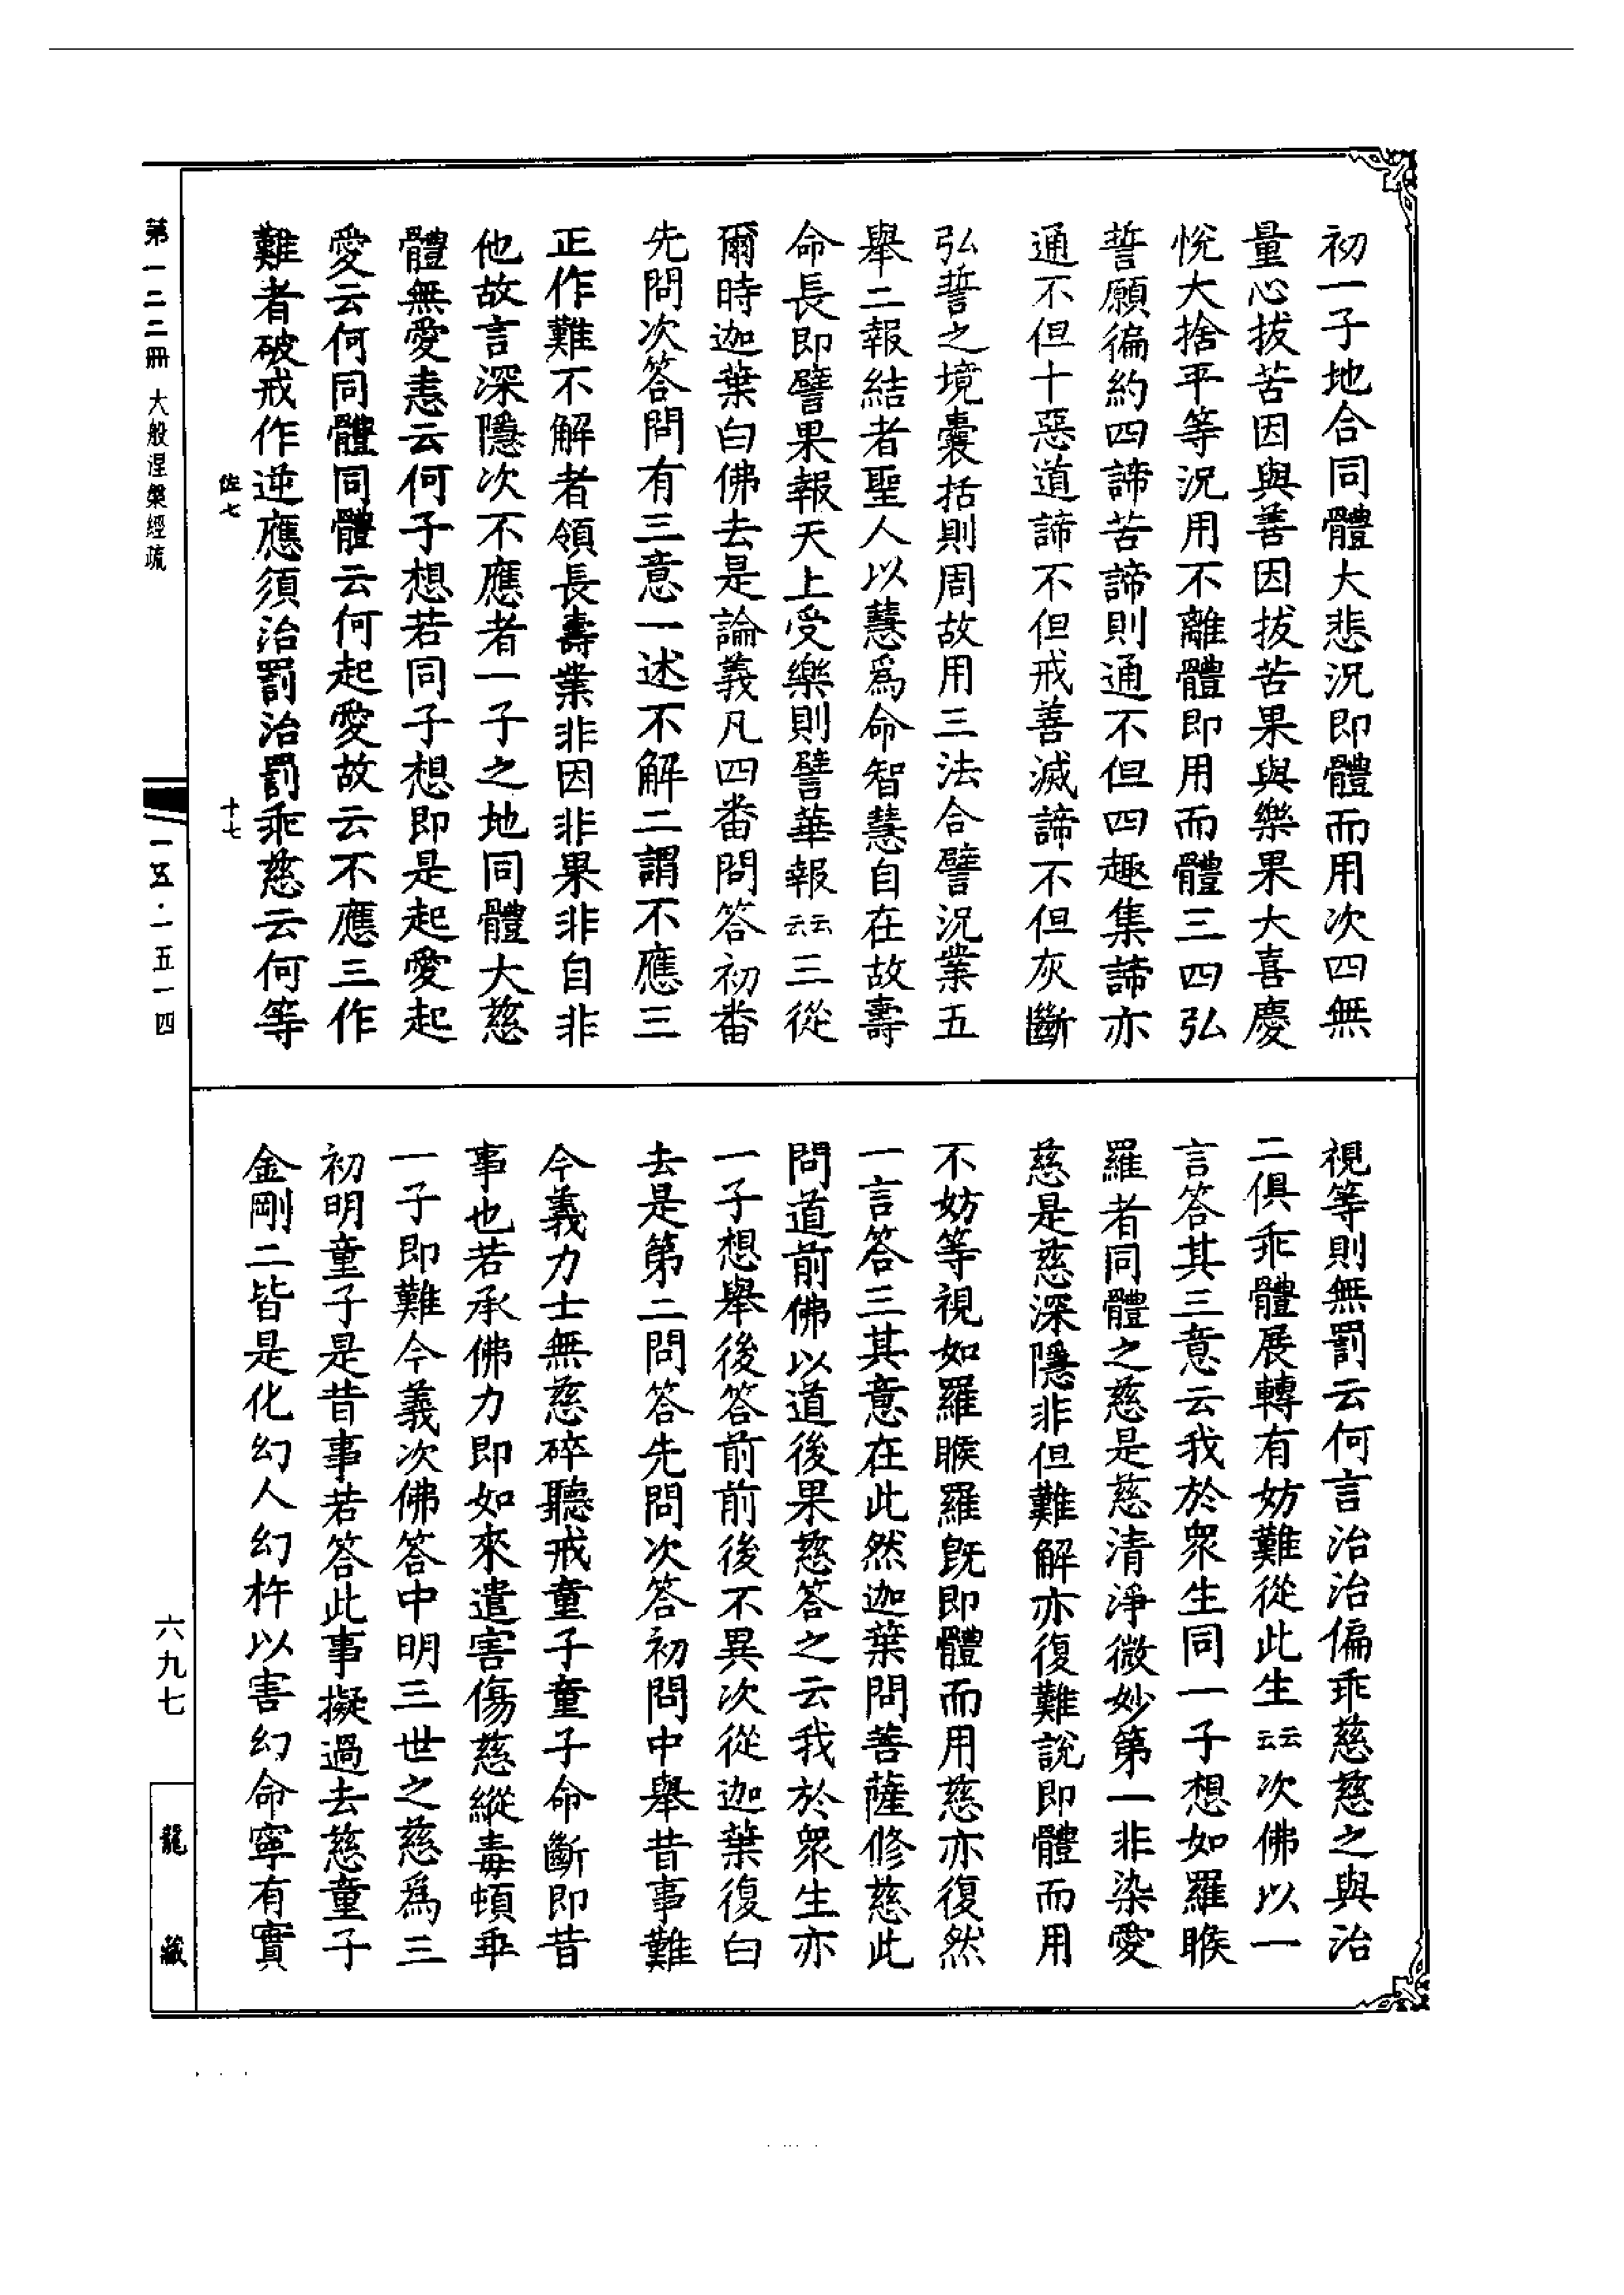 初一子地合同體大悲況即體而用次四無
量心拔苦因與善因拔苦果與樂果大喜慶
悅大捨平等況用不離體即用而體三四弘
誓願徧約四諦苦諦則通不但四趣集諦亦
通不但十惡道諦不但戒善滅諦不但灰斷
弘誓之境囊括則周故用三法合譬況業五
舉二報結者聖人以慧爲命智慧自在故壽
命長即譬果報天上受樂則譬華報云云三從
爾時迦葉白佛去是論義凡四番問答初番
先問次答問有三意一述不解二謂不應三
正作難不解者領長壽業非因非果非自非
他故言深隱次不應者一子之地同體大慈
體無愛恚云何子想若同子想即是起愛起
愛云何同體同體云何起愛故云不應三作
難者破戒作逆應須治罰治罰乖慈云何等
視等則無罰云何言治治偏乖慈慈之與治
二俱乖體展轉有妨難從此生云云次佛以一
言答其三意云我於衆生同一子想如羅睺
羅者同體之慈是慈清淨微妙第一非染愛
慈是慈深隱非但難解亦復難說即體而用
不妨等視如羅睺羅旣即體而用慈亦復然
一言答三其意在此然迦葉問菩薩修慈此
問道前佛以道後果慈答之云我於衆生亦
一子想舉後答前前後不異次從迦葉復白
去是第二問答先問次答初問中舉昔事難
今義力士無慈碎聽戒童子童子命斷即昔
事也若承佛力即如來遣害傷慈縱毒頓乖
一子即難今義次佛答中明三世之慈爲三
初明童子是昔事若答此事擬過去慈童子
金剛二皆是化幻人幻杵以害幻命寧有實
佐七
十七
第一二二冊 大般涅槃經疏
一五·一五一四
六九七
龍藏